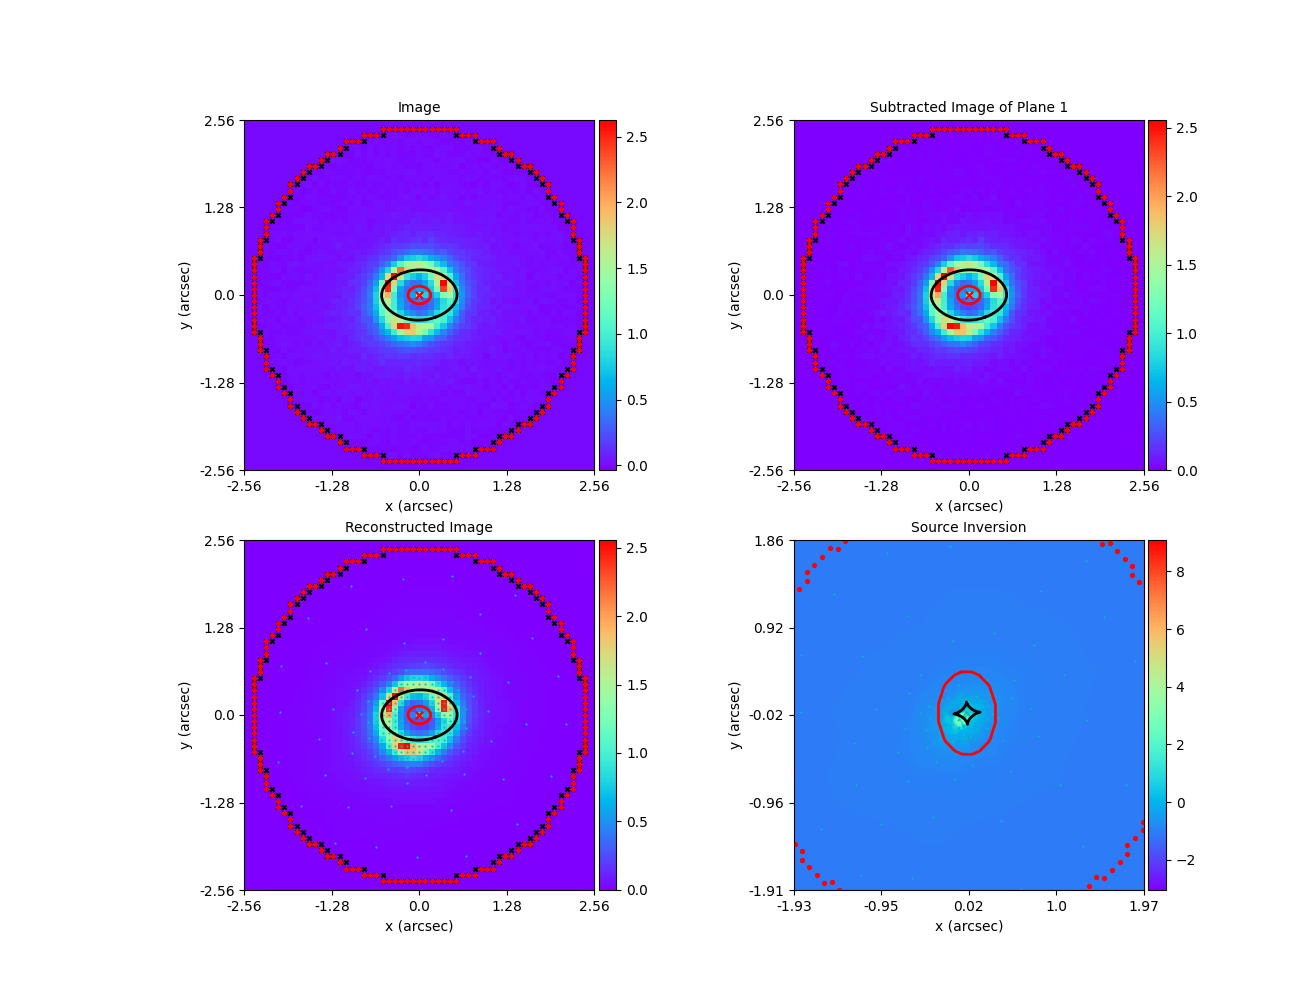 Image
Subtracted Image of Plane 1
2.56
1.28
0.0
-1.28
-2.56
y (arcsec)
-2.56 -1.28 0.0 1.28 2.56
x (arcsec)
2.5
2.0
1.5
1.0
0.5
0.0
2.56
1.28
0.0
-1.28
-2.56
y (arcsec)
-2.56 -1.28 0.0 1.28 2.56
x (arcsec)
2.5
2.0
1.5
1.0
0.5
0.0
Reconstructed Image
Source Inversion
2.56
1.28
0.0
-1.28
-2.56
y (arcsec)
-2.56 -1.28 0.0 1.28 2.56
x (arcsec)
2.5
2.0
1.5
1.0
0.5
0.0
1.86
0.92
-0.02
-0.96
-1.91
y (arcsec)
-1.93 -0.95 0.02 1.0 1.97
x (arcsec)
8
6
4
2
0
−2